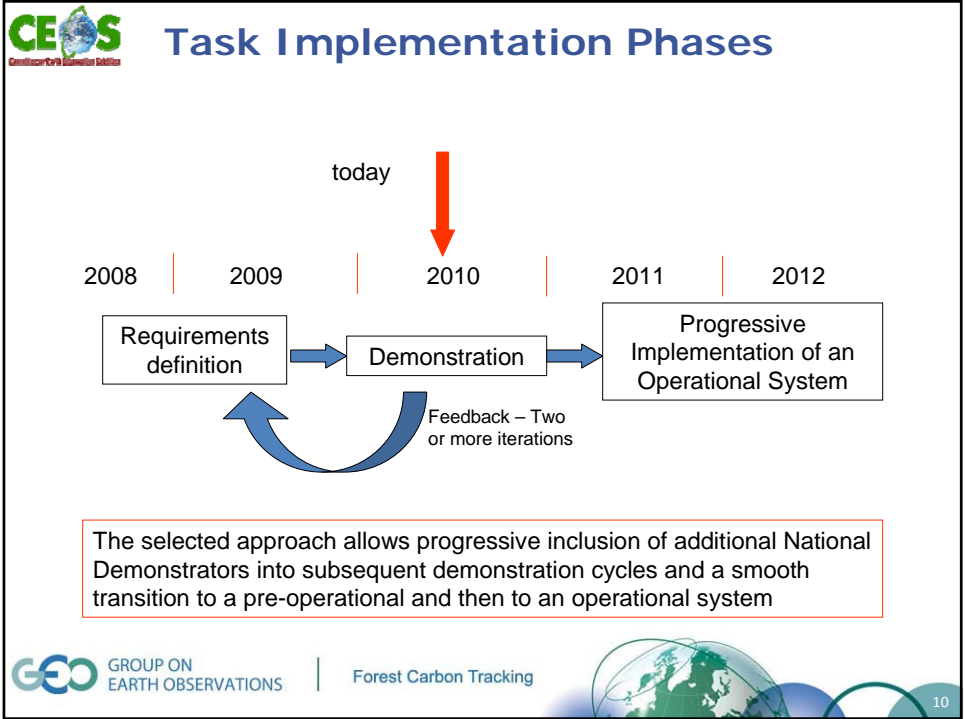 CEOS
Task Implementation Phases
today
2008
2009
2010
2011
2012
Requirements
definition
Demonstration
Progressive
Implementation of an
Operational System
Feedback – Two
or more iterations
The selected approach allows progressive inclusion of additional National
Demonstrators into subsequent demonstration cycles and a smooth
transition to a pre-operational and then to an operational system
GEO
GROUP ON
EARTH OBSERVATIONS
Forest Carbon Tracking
10